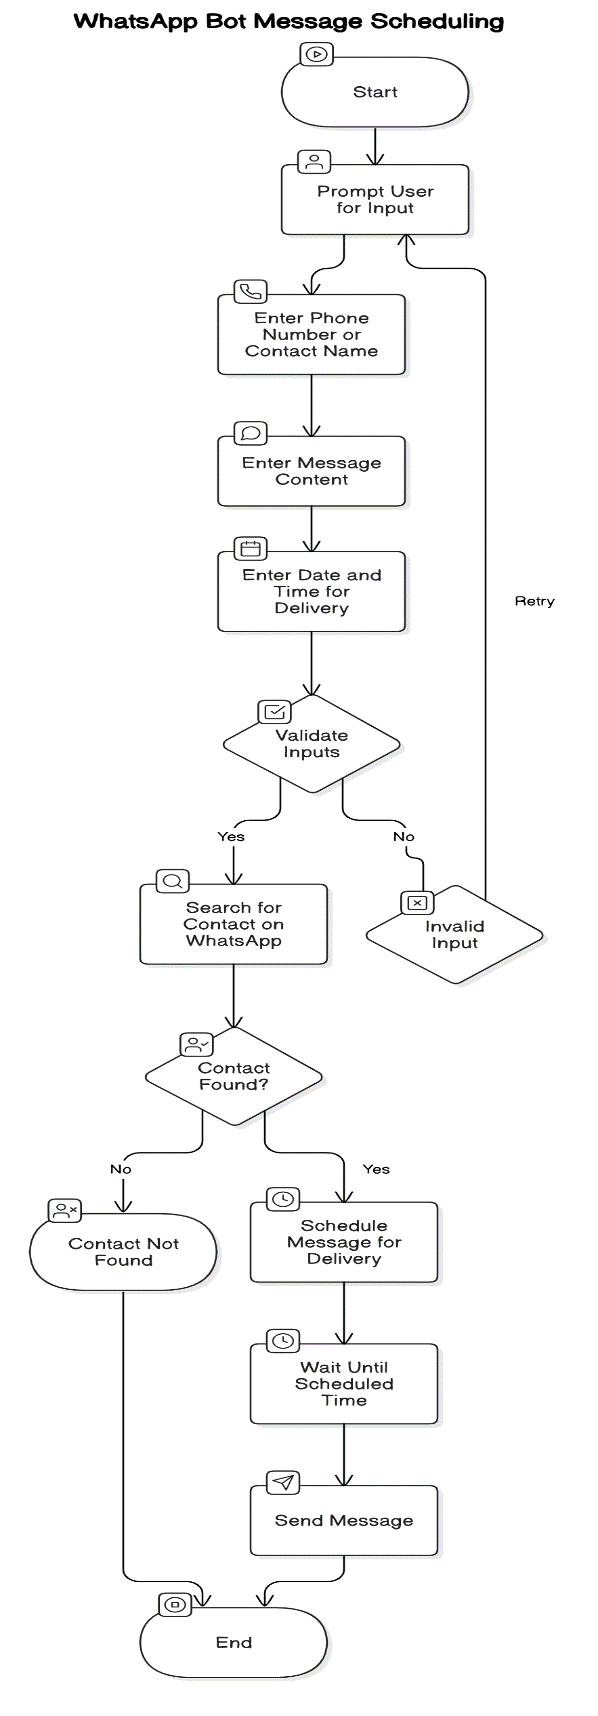 WhatsApp Bot Message Scheduling
Start
Prompt User
for Input
Enter Phone
Number or
Contact Name
Enter Message
Content
Enter Date and
Time for
Delivery
Retry
Validate
Inputs
Yes
No
Search for
Contact on
WhatsApp
Invalid
Input
Contact
Found?
No
Yes
Contact Not
Found
Schedule
Message for
Delivery
Wait Until
Scheduled
Time
Send Message
End